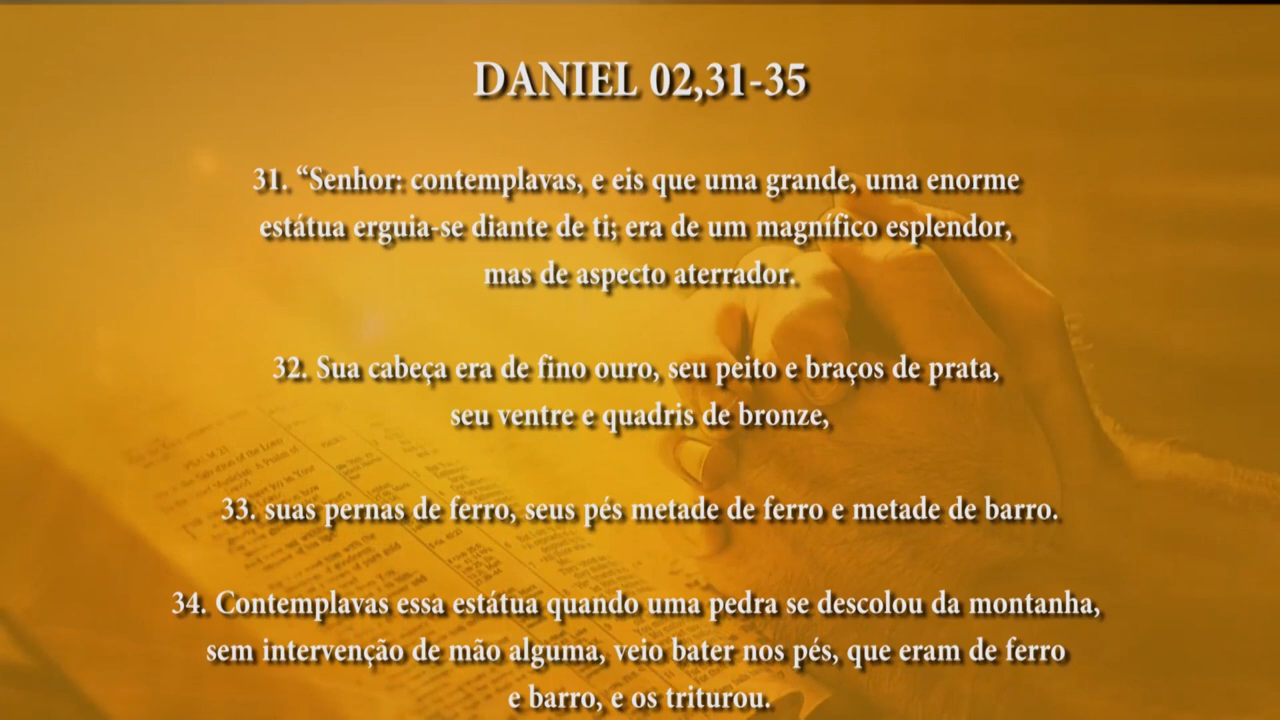 DANIEL 02,31-35
31. “Senhor: contemplavas, e eis que uma grande, uma enorme
estátua erguia-se diante de ti; era de um magnífico esplendor,
mas de aspecto aterrador.
32. Sua cabeça era de fino ouro, seu peito e braços de prata,
seu ventre e quadris de bronze,
33. suas pernas de ferro, seus pés metade de ferro e metade de barro.
34. Contemplavas essa estátua quando uma pedra se descolou da montanha,
sem intervenção de mão alguma, veio bater nos pés, que eram de ferro
e barro, e os triturou.